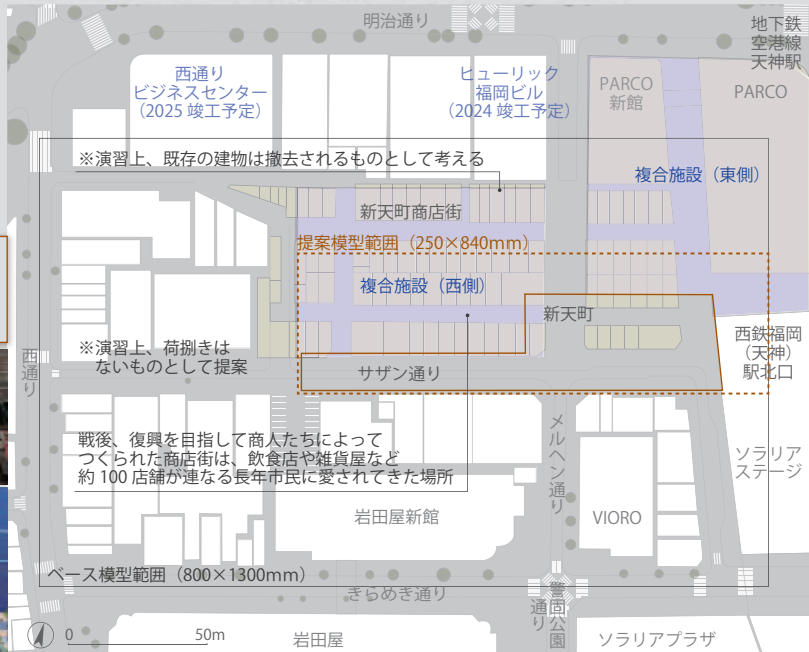 明治通り
地下鉄
空港線
天神駅
西通り
ビジネスセンター
（2025 竣工予定）
ヒューリック
福岡ビル
（2024 竣工予定）
PARCO
新館
PARCO
※演習上、既存の建物は撤去されるものとして考える
複合施設（東側）
新天町商店街
提案模型範囲（250×840mm）
複合施設（西側）
新天町
※演習上、荷捌きは
ないものとして提案
西通り
サザン通り
西鉄福岡
（天神）
駅北口
戦後、復興を目指して商人たちによって
つくられた商店街は、飲食店や雑貨屋など
約 100 店舗が連なる長年市民に愛されてきた場所
メルヘン通り
ソラリア
ステージ
岩田屋新館
VIORO
ベース模型範囲（800×1300mm）
きらめき通り
警固公園
通り
0 50m
岩田屋
ソラリアプラザ